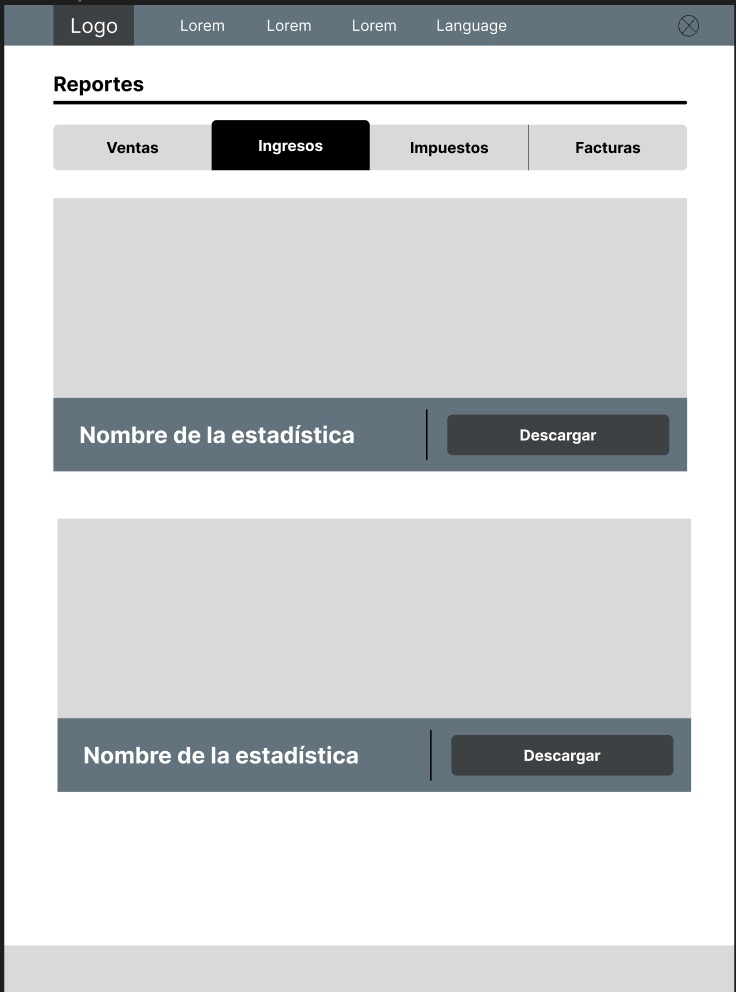 Logo Lorem Lorem Lorem Language
Reportes
Ventas Ingresos Impuestos Facturas
Nombre de la estadística Descargar
Nombre de la estadística Descargar